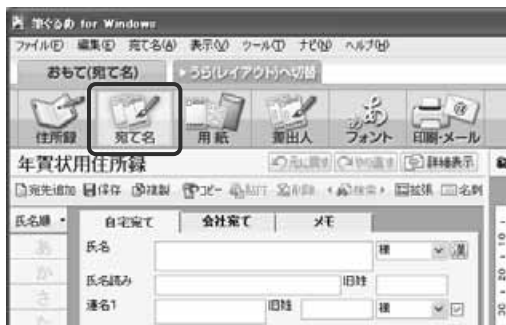 筆ぐるめ for Windows
ファイル(F) 編集(E) 宛て名(A) 表示(V) ツール(T) ナビ(N) ヘルプ(H)
おもて(宛て名) うら(レイアウト)へ切替
住所録 宛て名 用紙 差出人 フォント 印刷・メール
年賀状用住所録 元に戻す やり直す 詳細表示
宛先追加 保存 複製 コピー 貼付 削除 検索 拡張 名刺
氏名順 自宅宛て 会社宛て メモ
あ 氏名 様 漢
か 氏名読み 旧姓
さ 連名1 旧姓 様
た